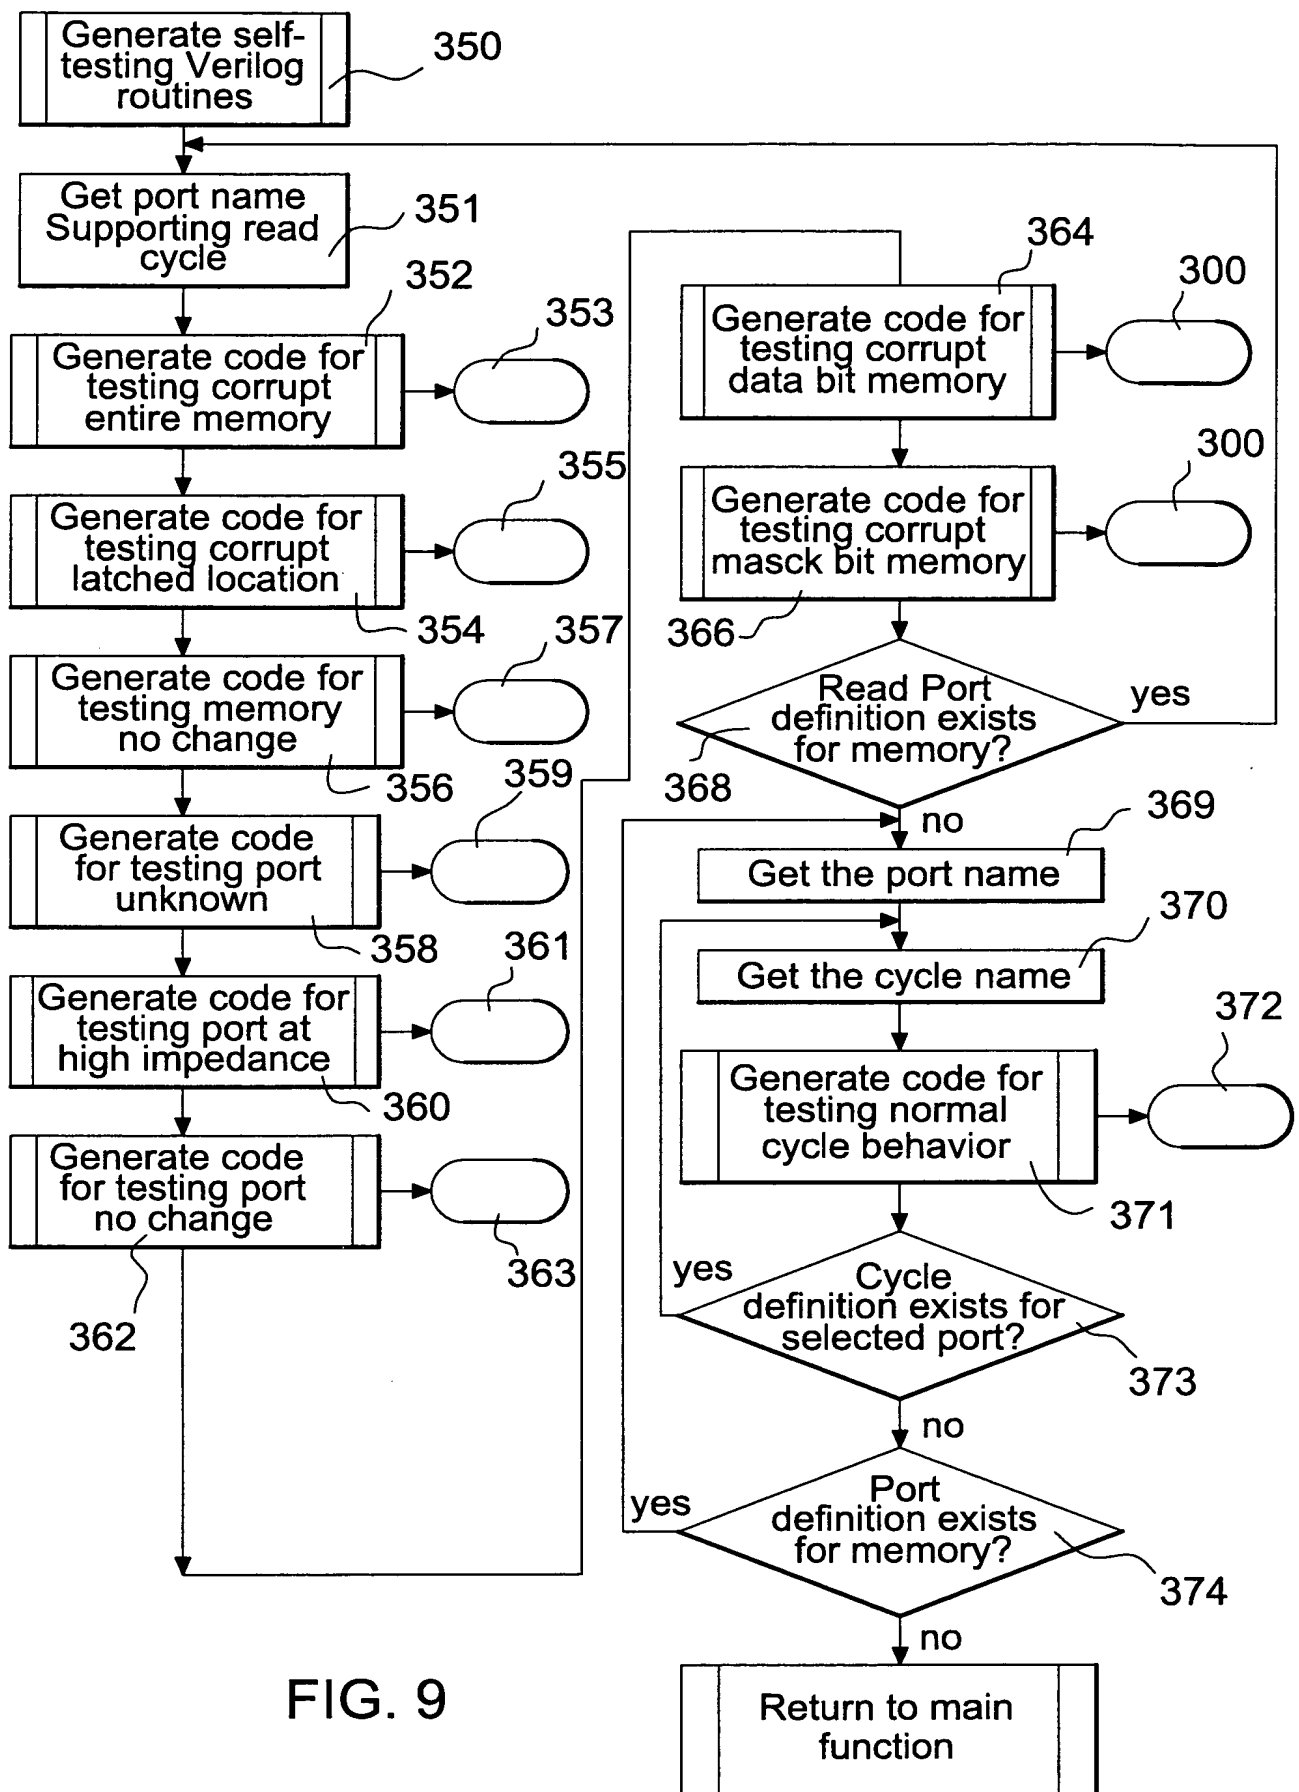 Generate self-
testing Verilog
routines
350
Get port name
Supporting read
cycle
351
352
Generate code for
testing corrupt
entire memory
353
Generate code for
testing corrupt
latched location
355
354
Generate code for
testing memory
no change
357
356
Generate code
for testing port
unknown
359
358
Generate code for
testing port at
high impedance
361
360
Generate code
for testing port
no change
363
362
364
Generate code for
testing corrupt
data bit memory
300
Generate code for
testing corrupt
masck bit memory
300
366
Read Port
definition exists
for memory?
yes
368
no
369
Get the port name
370
Get the cycle name
Generate code for
testing normal
cycle behavior
372
371
yes
Cycle
definition exists for
selected port?
373
no
yes
Port
definition exists
for memory?
374
no
Return to main
function
FIG. 9